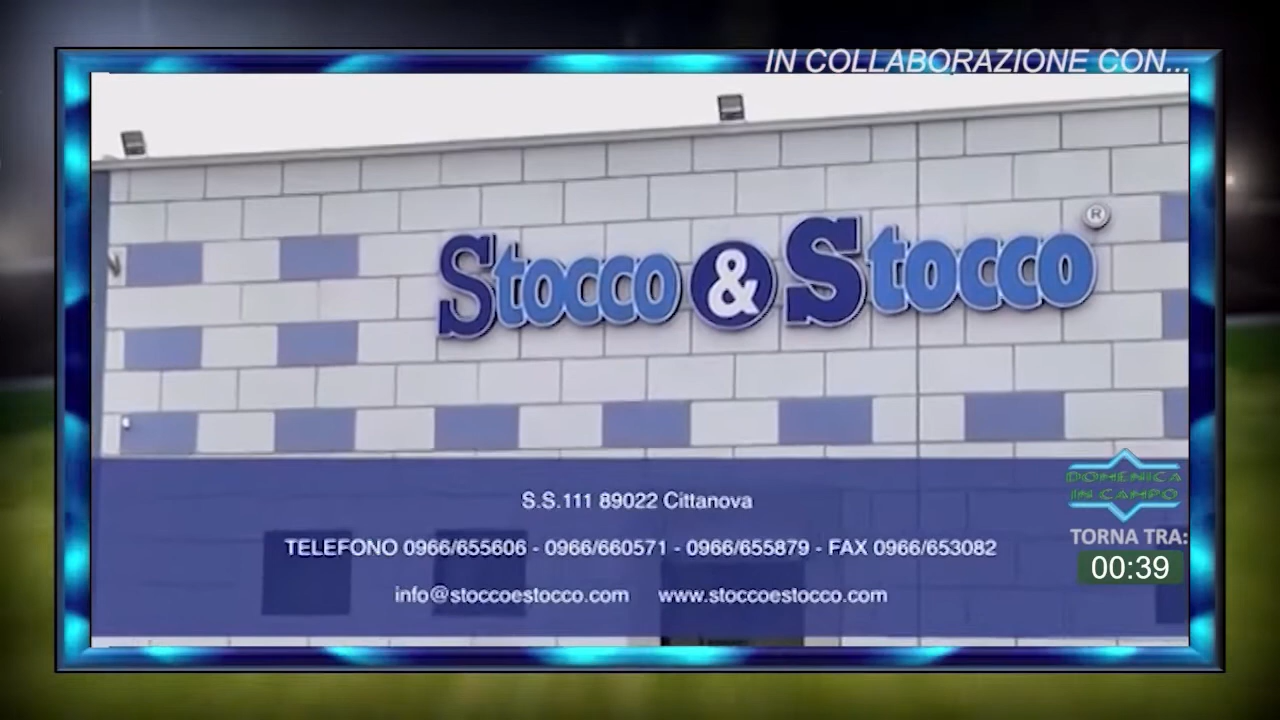 IN COLLABORAZIONE CON...
Stocco & Stocco ®
S.S.111 89022 Cittanova
TELEFONO 0966/655606 - 0966/660571 - 0966/655879 - FAX 0966/653082
info@stoccoestocco.com www.stoccoestocco.com
DOMENICA
IN CAMPO
TORNA TRA:
00:39